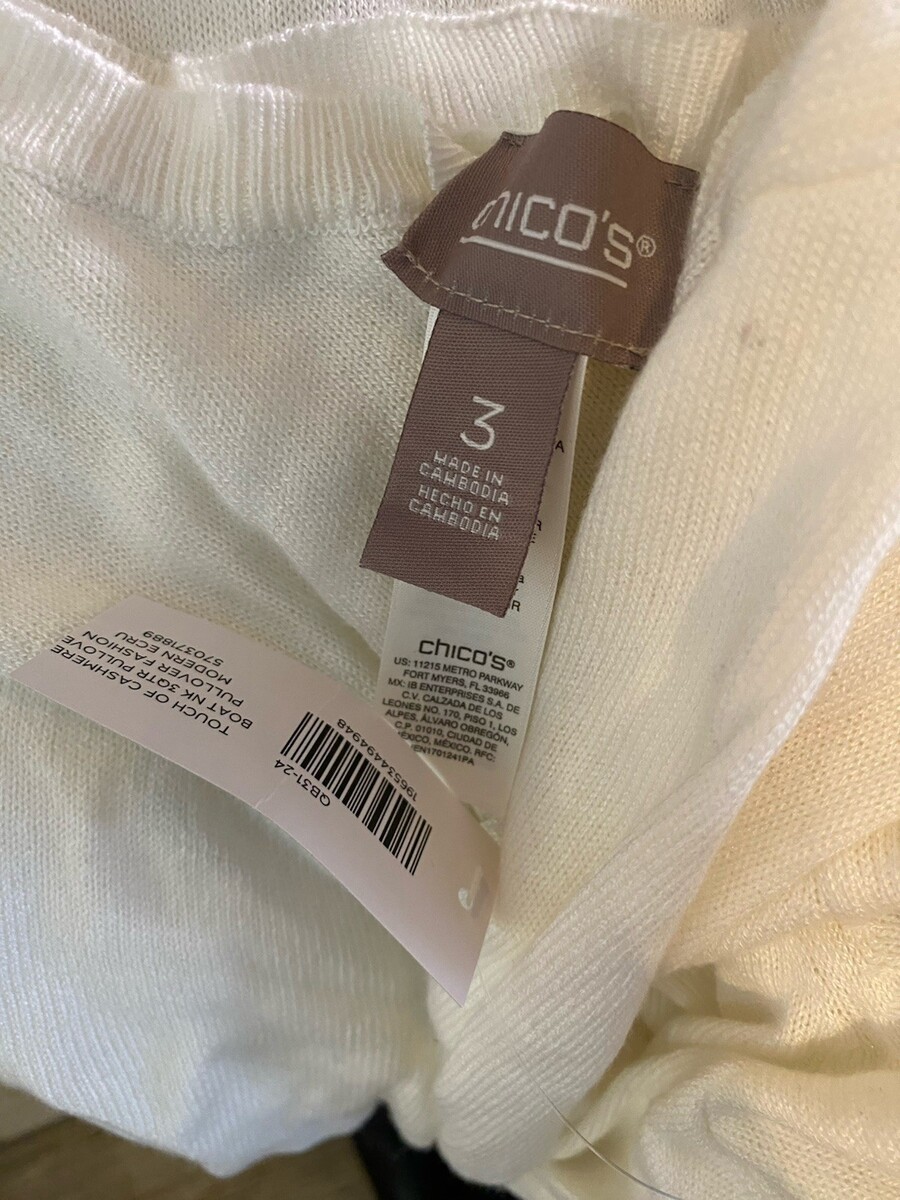 CHICO'S®
3
MADE IN
CAMBODIA
HECHO EN
CAMBODIA
A
R
E
R
chico's®
US: 11215 METRO PARKWAY
FORT MYERS, FL 33966
MX: IB ENTERPRISES S.A. DE
C.V. CALZADA DE LOS
LEONES NO. 170, PISO 1, LOS
ALPES, ÁLVARO OBREGÓN,
C.P. 01010, CIUDAD DE
MÉXICO, MÉXICO. RFC:
IEN1701241PA
TOUCH OF CASHMERE
BOAT NK 3QTR PULLOVE
PULLOVER FASHION
MODERN ECRU
570371889
QB31-24
196534494948